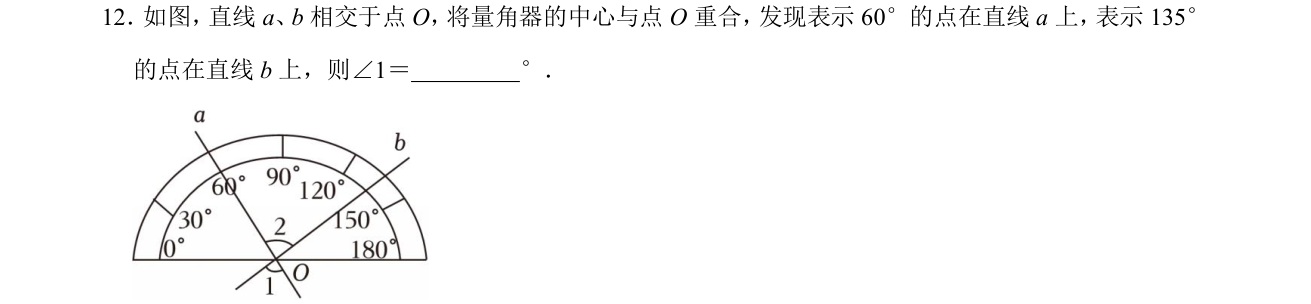 12．如图，直线 a、b 相交于点 O，将量角器的中心与点 O 重合，发现表示 60° 的点在直线 a 上，表示 135°
的点在直线 b 上，则∠1＝_________°．
a
b
60° 90° 120°
30° 2 150°
0° 180°
1 O